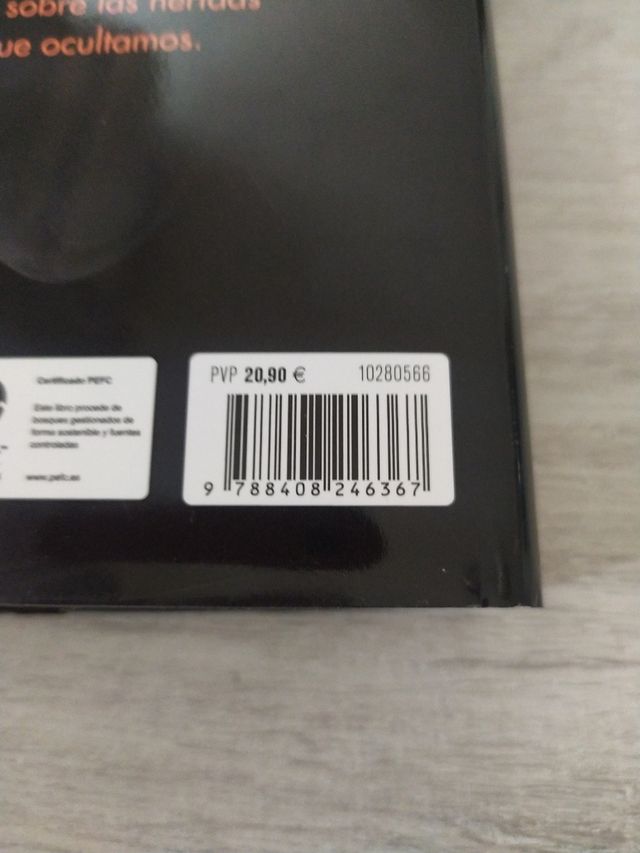 sobre las heridas
ue ocultamos.
Certificado PEFC
Este libro procede de
bosques gestionados de
forma sostenible y fuentes
controladas
www.pefc.es
PVP 20,90 € 10280566
9 788408 246367